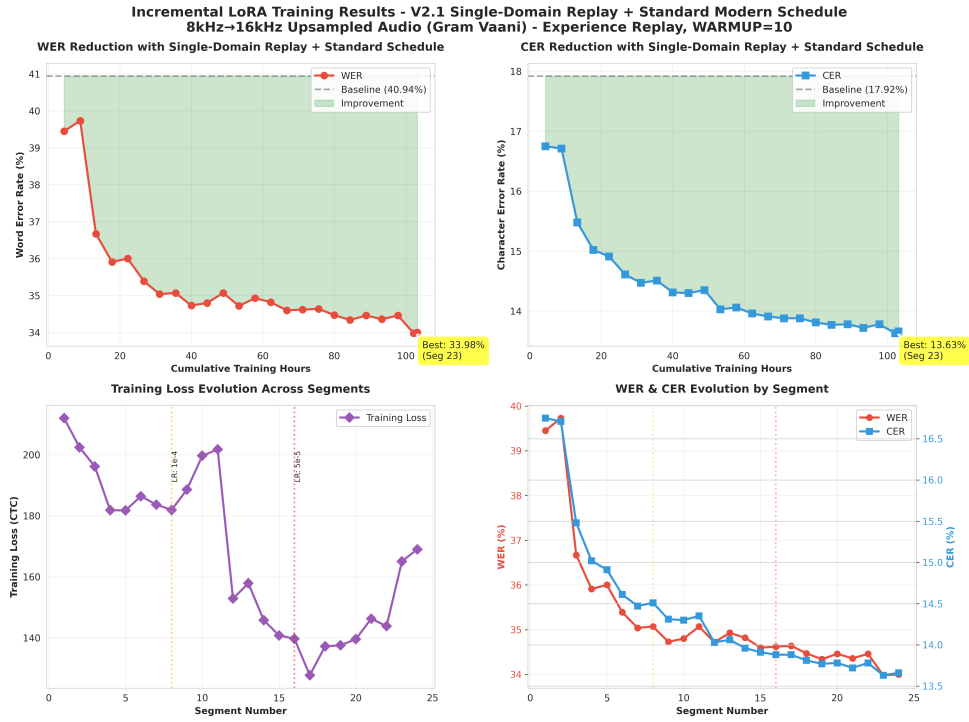 Incremental LoRA Training Results - V2.1 Single-Domain Replay + Standard Modern Schedule
8kHz→16kHz Upsampled Audio (Gram Vaani) - Experience Replay, WARMUP=10
WER Reduction with Single-Domain Replay + Standard Schedule
WER
Baseline (40.94%)
Improvement
Word Error Rate (%)
41
40
39
38
37
36
35
34
0 20 40 60 80 100
Cumulative Training Hours
Best: 33.98%
(Seg 23)
CER Reduction with Single-Domain Replay + Standard Schedule
CER
Baseline (17.92%)
Improvement
Character Error Rate (%)
18
17
16
15
14
0 20 40 60 80 100
Cumulative Training Hours
Best: 13.63%
(Seg 23)
Training Loss Evolution Across Segments
Training Loss
Training Loss (CTC)
200
180
160
140
LR: 1e-4
LR: 5e-5
0 5 10 15 20 25
Segment Number
WER & CER Evolution by Segment
WER
CER
WER (%)
40
39
38
37
36
35
34
CER (%)
16.5
16.0
15.5
15.0
14.5
14.0
13.5
0 5 10 15 20 25
Segment Number